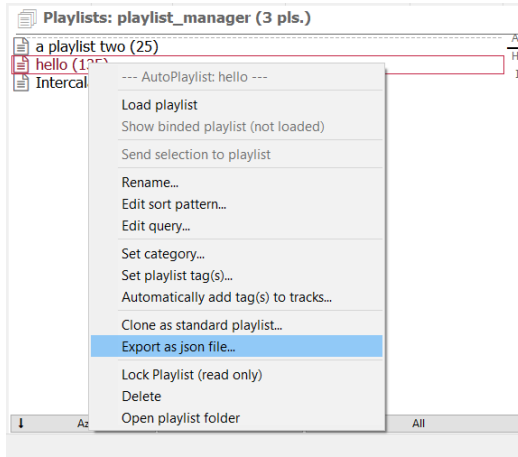 Playlists: playlist_manager (3 pls.)
a playlist two (25)
hello (125)
Intercal
--- AutoPlaylist: hello ---
Load playlist
Show binded playlist (not loaded)
Send selection to playlist
Rename...
Edit sort pattern...
Edit query...
Set category...
Set playlist tag(s)...
Automatically add tag(s) to tracks...
Clone as standard playlist...
Export as json file...
Lock Playlist (read only)
Delete
Open playlist folder
Az
All
A
H
I